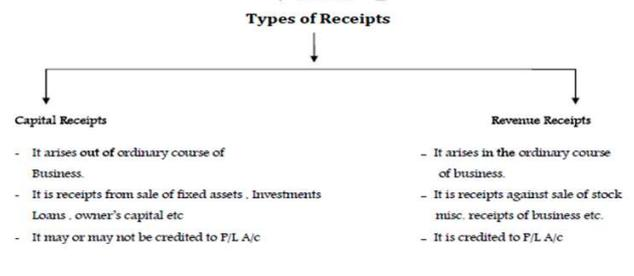 Types of Receipts
Capital Receipts
- It arises out of ordinary course of
Business.
- It is receipts from sale of fixed assets , Investments
Loans , owner's capital etc
- It may or may not be credited to P/L A/c
Revenue Receipts
- It arises in the ordinary course
of business.
- It is receipts against sale of stock
misc. receipts of business etc.
- It is credited to P/L A/c